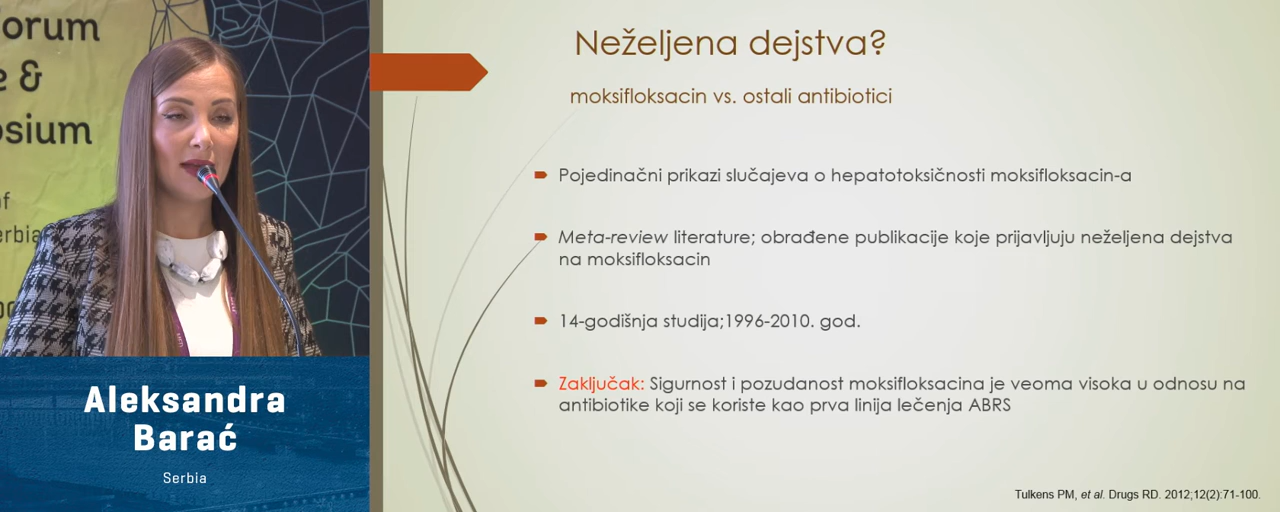 orum
e &
osium
of
erbia
Aleksandra
Barać
Serbia
Neželjena dejstva?
moksifloksacin vs. ostali antibiotici
Pojedinačni prikazi slučajeva o hepatotoksičnosti moksifloksacin-a
Meta-review literature; obrađene publikacije koje prijavljuju neželjena dejstva
na moksifloksacin
14-godišnja studija;1996-2010. god.
Zaključak: Sigurnost i pozudanost moksifloksacina je veoma visoka u odnosu na
antibiotike koji se koriste kao prva linija lečenja ABRS
Tulkens PM, et al. Drugs RD. 2012;12(2):71-100.